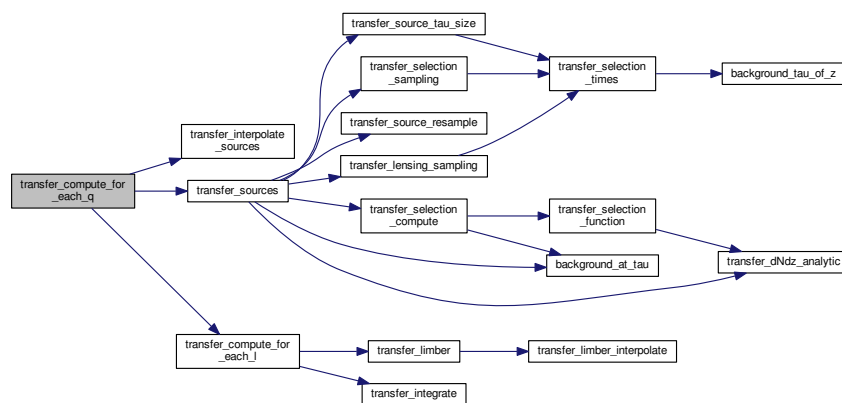 transfer_source_tau_size
transfer_selection
_sampling
transfer_selection
_times
background_tau_of_z
transfer_source_resample
transfer_interpolate
_sources
transfer_lensing_sampling
transfer_compute_for
_each_q
transfer_sources
transfer_selection
_compute
transfer_selection
_function
background_at_tau
transfer_dNdz_analytic
transfer_compute_for
_each_l
transfer_limber
transfer_limber_interpolate
transfer_integrate